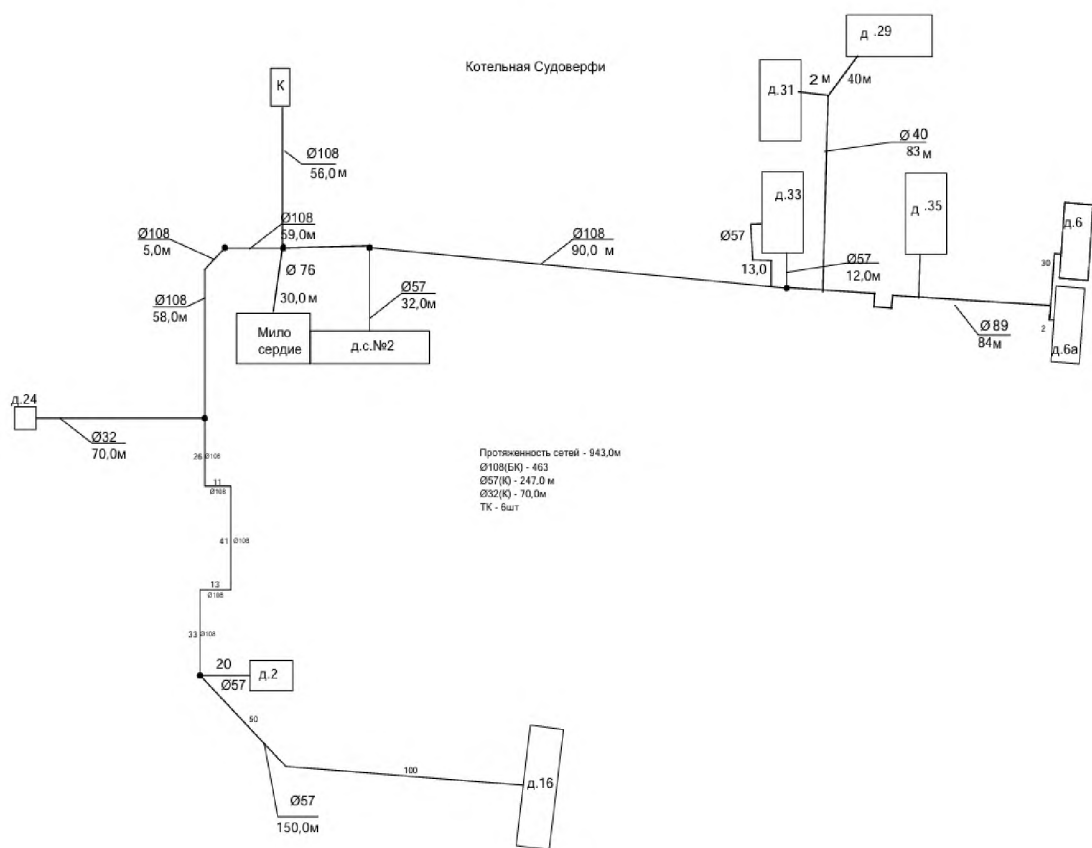 Котельная Судоверфи
К
д .29
2 м
40м
д.31
Ø 40
83 м
Ø108
56,0 м
д.33
д .35
д.6
Ø108
59,0м
Ø108
5,0м
Ø108
90,0 м
Ø57
13,0
Ø57
12,0м
30
Ø 76
30,0 м
Ø57
32,0м
Ø108
58,0м
Мило
сердие
д.с.№2
Ø 89
84м
2
д.6а
д.24
Ø32
70,0м
26 Ø108
11
Ø108
Протяженность сетей - 943,0м
Ø108(БК) - 463
Ø57(К) - 247,0 м
Ø32(К) - 70,0м
ТК - 6шт
41 Ø108
13
Ø108
33 Ø108
20
Ø57
д.2
50
100
д.16
Ø57
150,0м